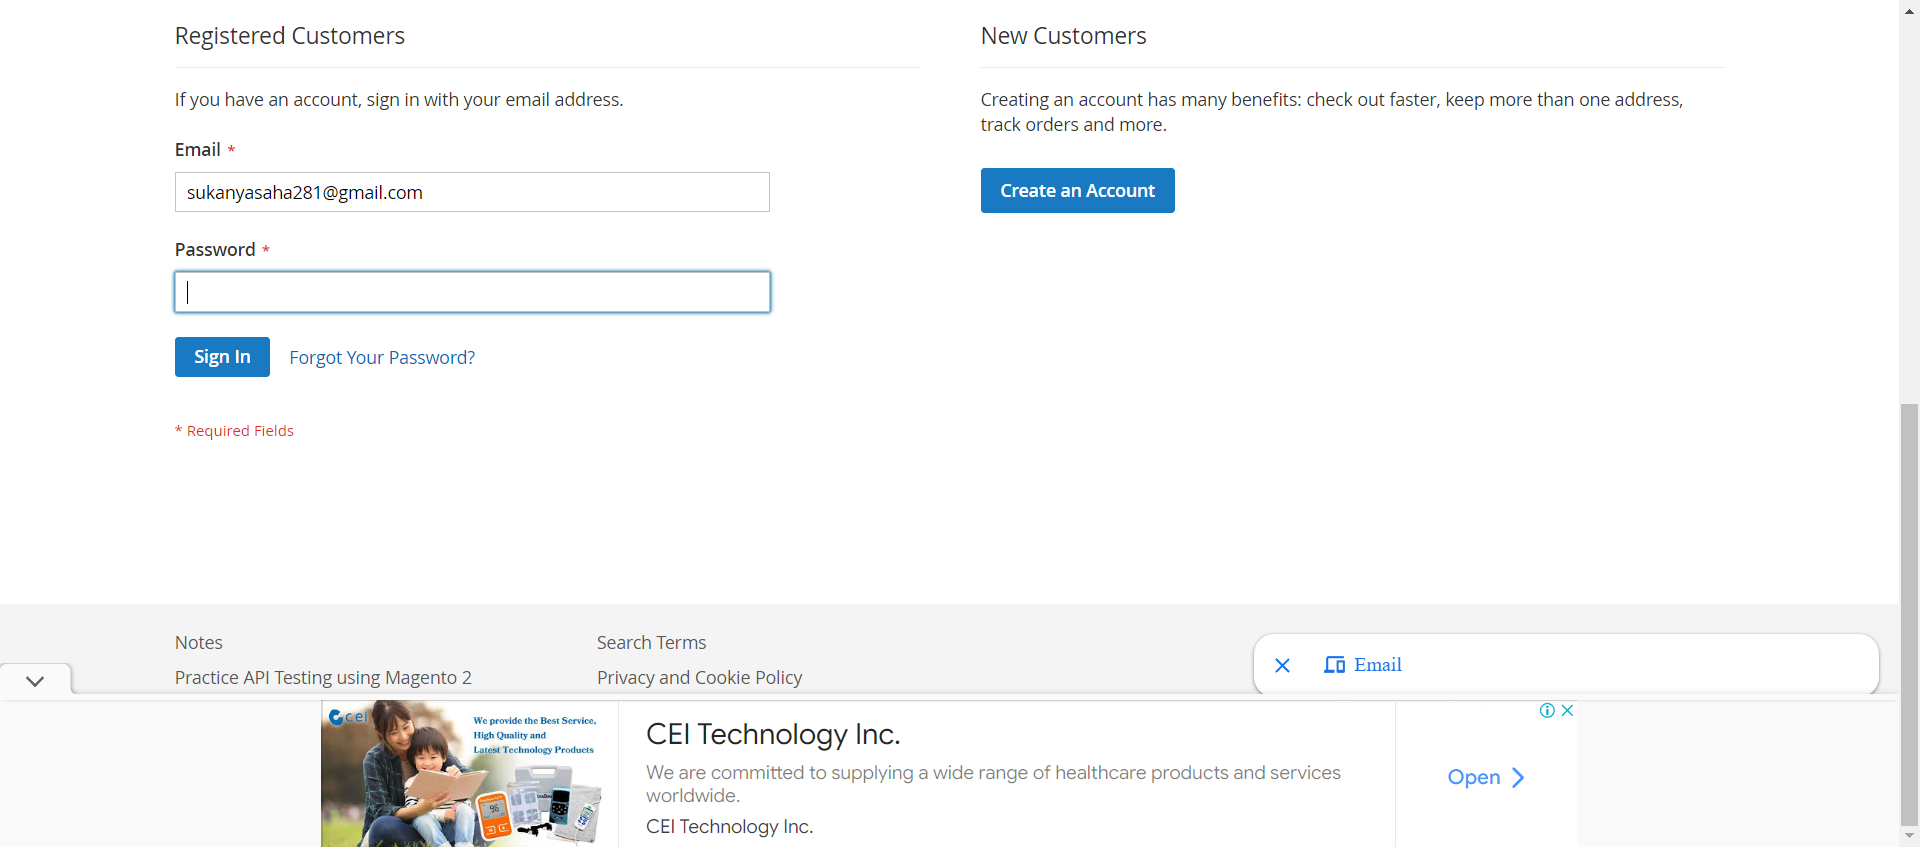 Registered Customers
If you have an account, sign in with your email address.
Email *
sukanyasaha281@gmail.com
Password *
Sign In
Forgot Your Password?
* Required Fields
New Customers
Creating an account has many benefits: check out faster, keep more than one address,
track orders and more.
Create an Account
Notes
Practice API Testing using Magento 2
Search Terms
Privacy and Cookie Policy
Email
cei
We provide the Best Service,
High Quality and
Latest Technology Products
96
CEI Technology Inc.
We are committed to supplying a wide range of healthcare products and services
worldwide.
CEI Technology Inc.
Open